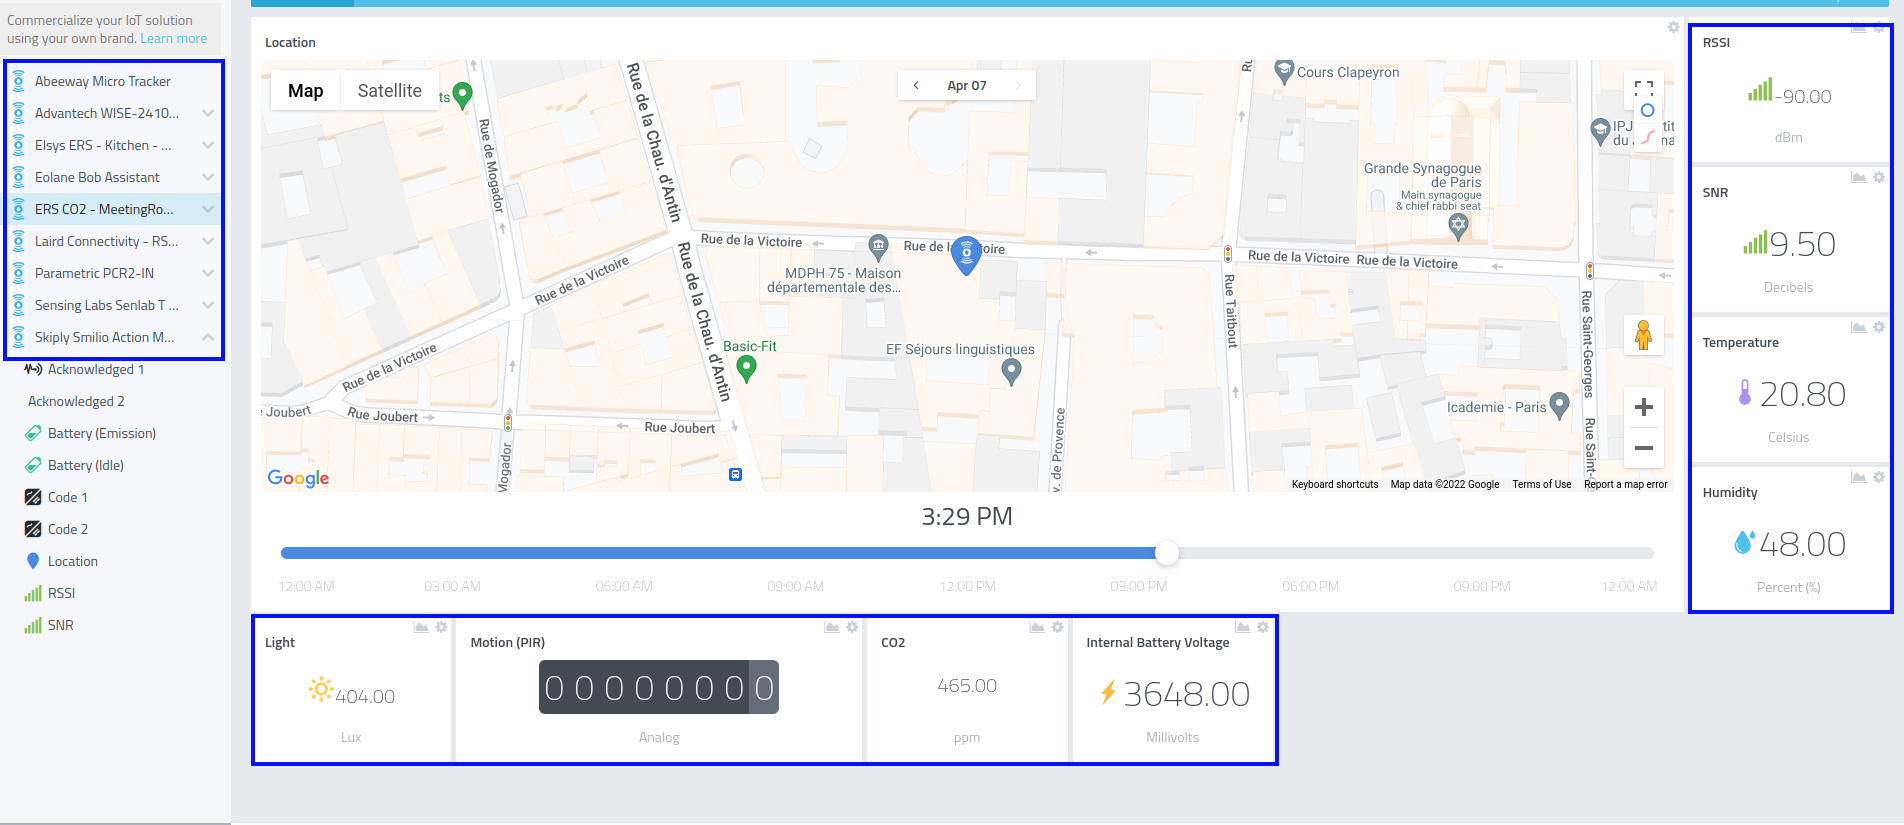 Commercialize your IoT solution
using your own brand. Learn more
Abeeway Micro Tracker
Advantech WISE-2410...
Elsys ERS - Kitchen - ...
Eolane Bob Assistant
ERS CO2 - MeetingRo...
Laird Connectivity - RS...
Parametric PCR2-IN
Sensing Labs Senlab T ...
Skiply Smilio Action M...
Acknowledged 1
Acknowledged 2
Battery (Emission)
Battery (Idle)
Code 1
Code 2
Location
RSSI
SNR
Location
Map
Satellite
ts
Apr 07
Cours Clapeyron
Rue de Mogador
Rue de la Chau. d'Antin
Ru
IPJ
tit
du J
na
Grande Synagogue
de Paris
Main synagogue
& chief rabbi seat
Rue de la Victoire
Rue de la Victoire
Rue de la Victoire
Rue de la Victoire
MDPH 75 - Maison
départementale des...
Rue de la Victoire
Rue de la Chau. d'Antin
Rue Taitbout
Rue Saint-Georges
Basic-Fit
EF Séjours linguistiques
Rue de la Victoire
Joubert
Rue Joubert
Rue Joubert
Icademie - Paris
Mogador
v. de Provence
Rue Saint-
Google
Keyboard shortcuts
Map data ©2022 Google
Terms of Use
Report a map error
3:29 PM
12:00 AM
03:00 AM
06:00 AM
09:00 AM
12:00 PM
03:00 PM
06:00 PM
09:00 PM
12:00 AM
RSSI
-90.00
dBm
SNR
9.50
Decibels
Temperature
20.80
Celsius
Humidity
48.00
Percent (%)
Light
404.00
Lux
Motion (PIR)
0 0 0 0 0 0 0 0
Analog
CO2
465.00
ppm
Internal Battery Voltage
3648.00
Millivolts